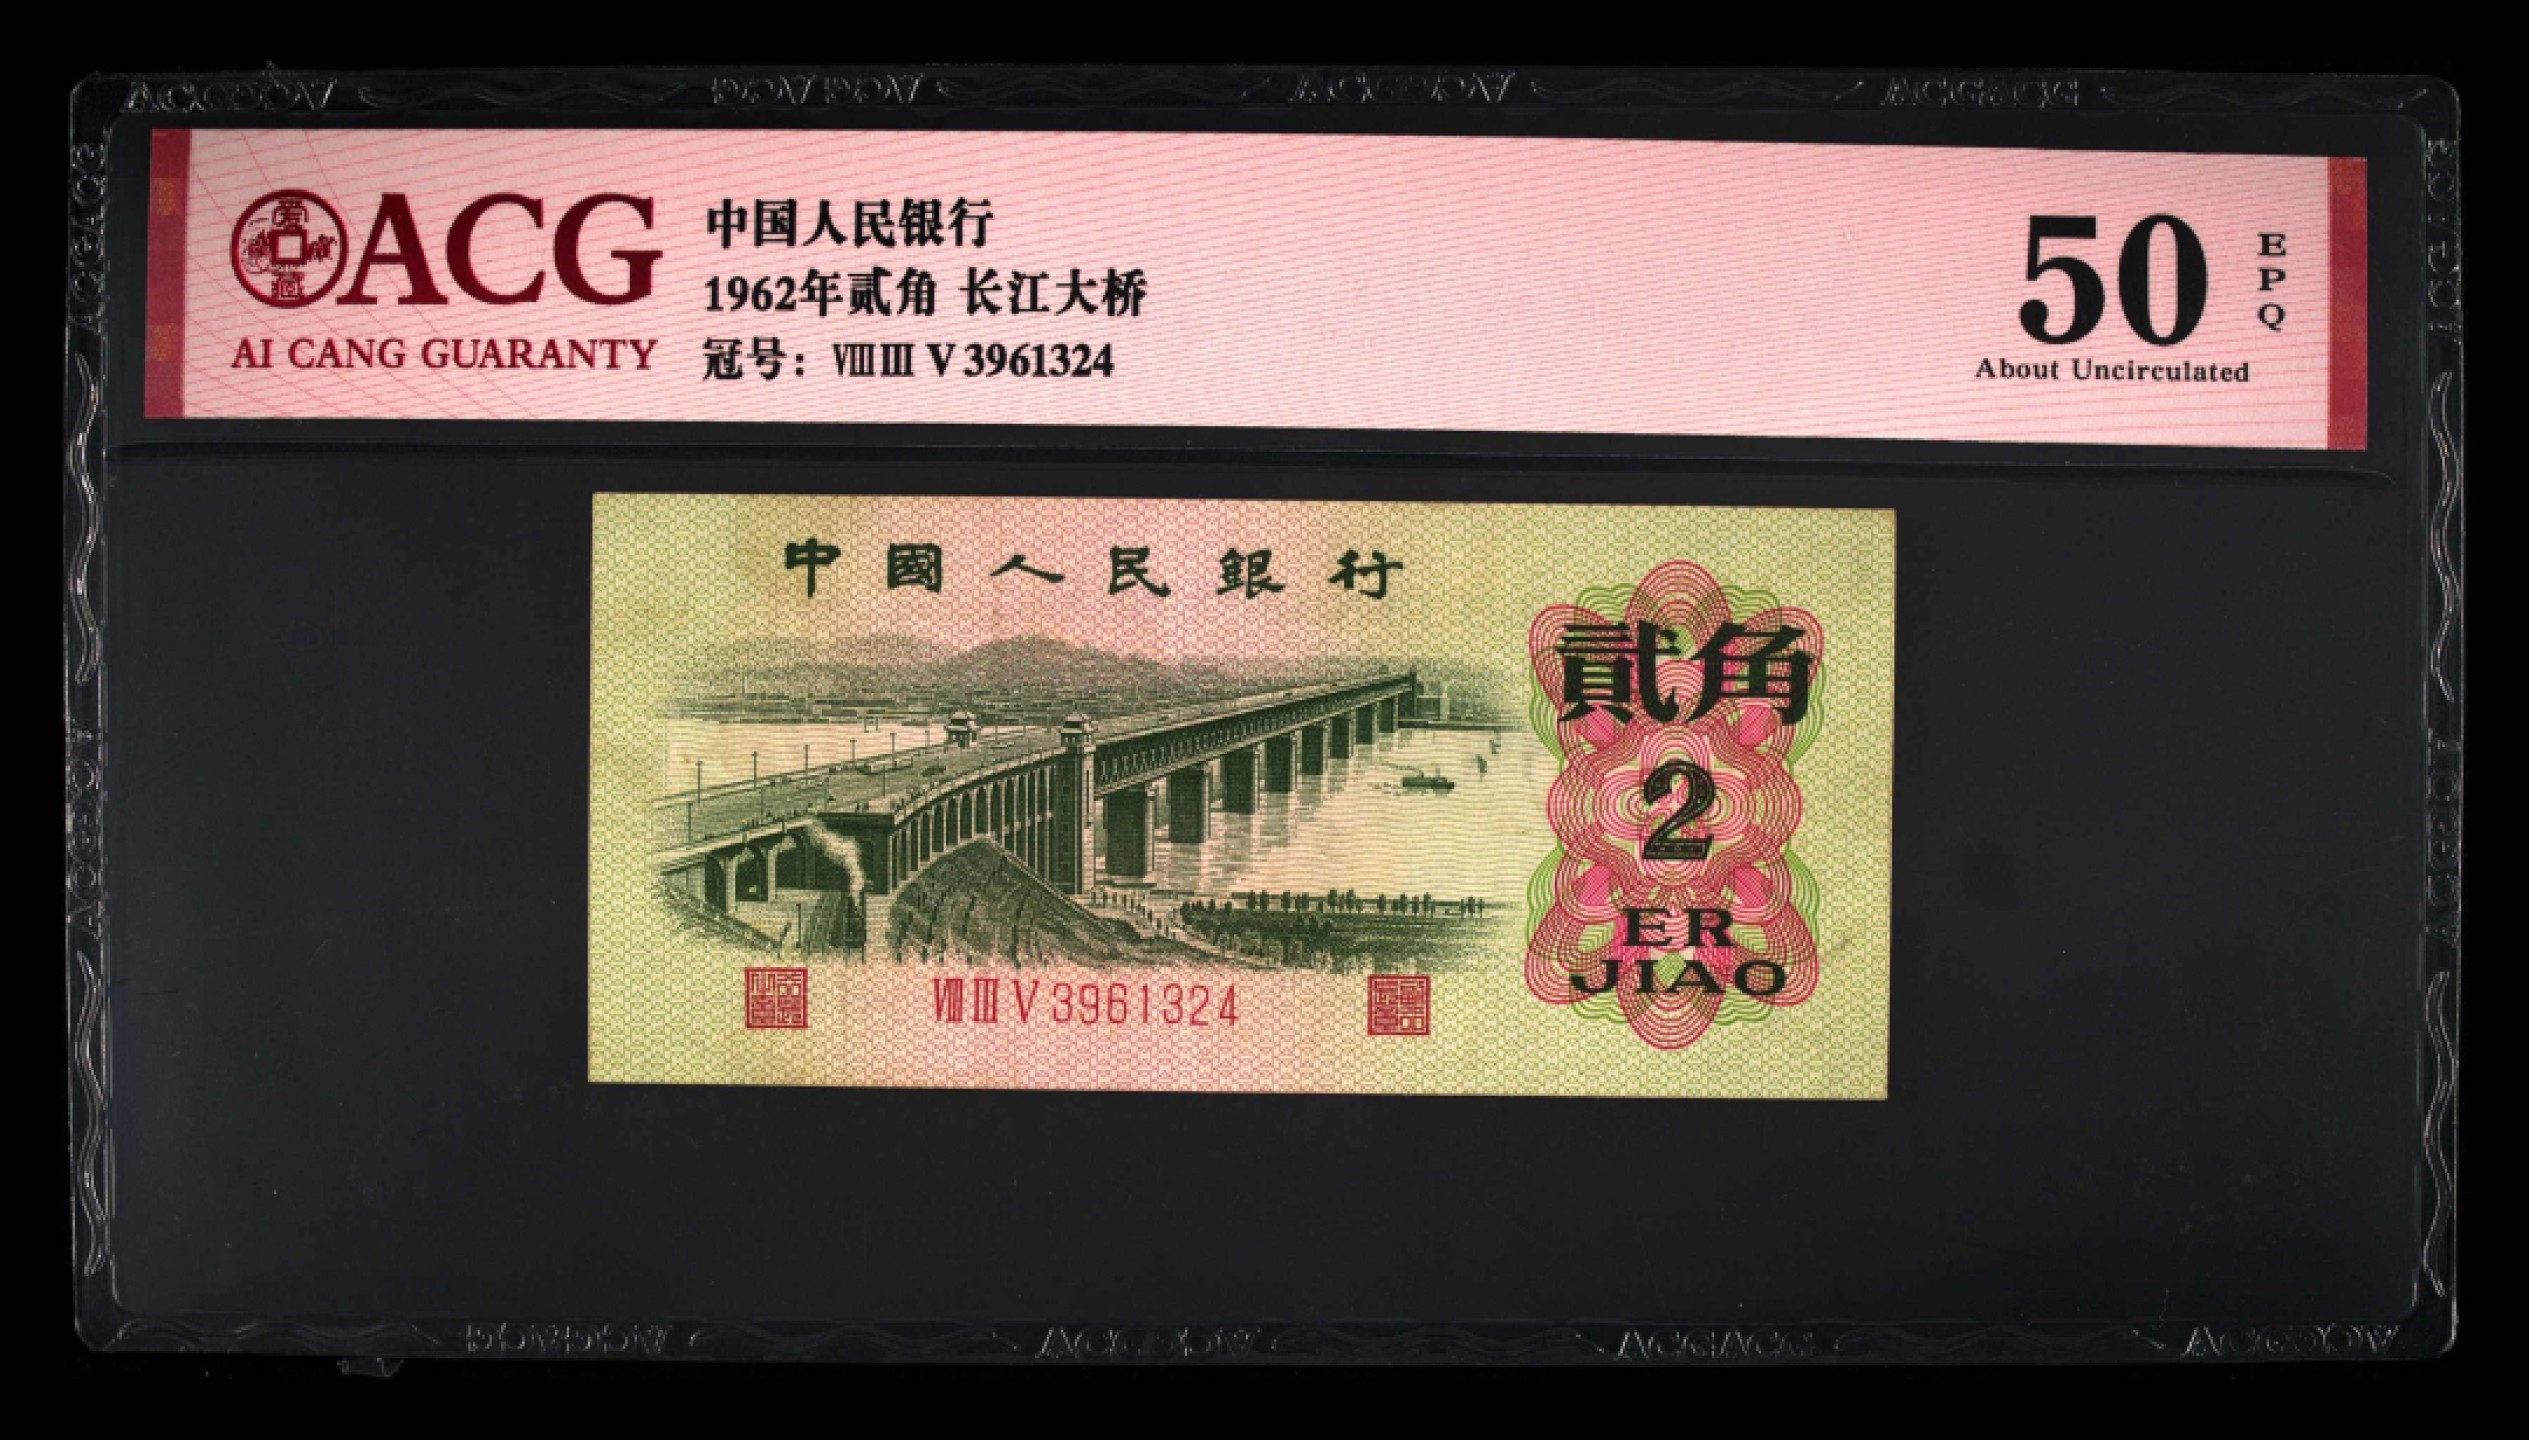 ACG
AI CANG GUARANTY
中国人民银行
1962年贰角 长江大桥
冠号：ⅧⅢⅤ3961324
50
EPQ
About Uncirculated
中國人民銀行
貳角
2
ER
JIAO
ⅧⅢⅤ3961324